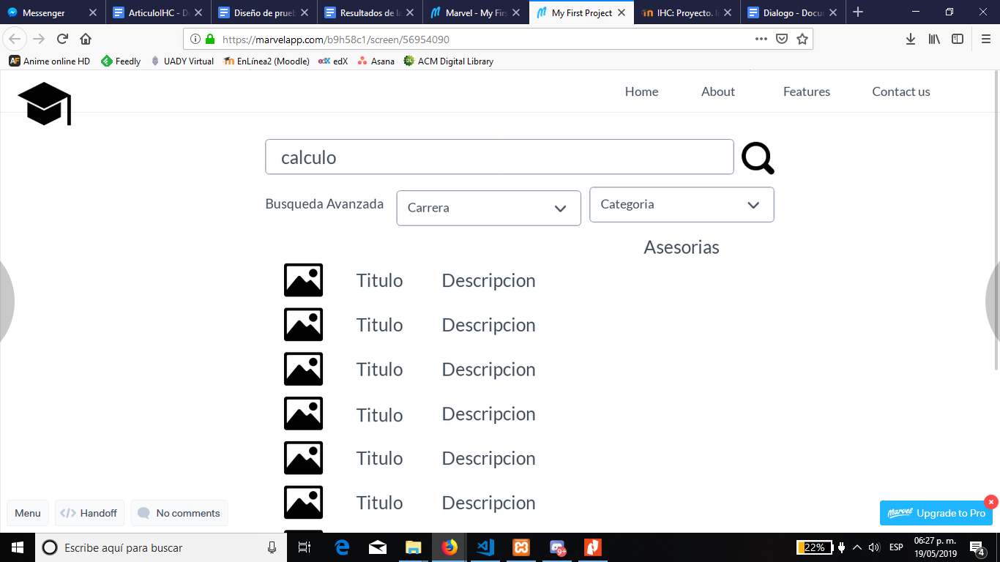 Messenger
ArticuloIHC - Do
Diseño de prueb
Resultados de la
Marvel - My Firs
My First Project
IHC: Proyecto. I
Dialogo - Docum
https://marvelapp.com/b9h58c1/screen/56954090
Anime online HD
Feedly
UADY Virtual
EnLínea2 (Moodle)
edX
Asana
ACM Digital Library
Home
About
Features
Contact us
calculo
Busqueda Avanzada
Carrera
Categoria
Asesorias
Titulo Descripcion
Titulo Descripcion
Titulo Descripcion
Titulo Descripcion
Titulo Descripcion
Titulo Descripcion
Menu
</> Handoff
No comments
Marvel Upgrade to Pro
Escribe aquí para buscar
22%
ESP
06:27 p. m.
19/05/2019
9+
4